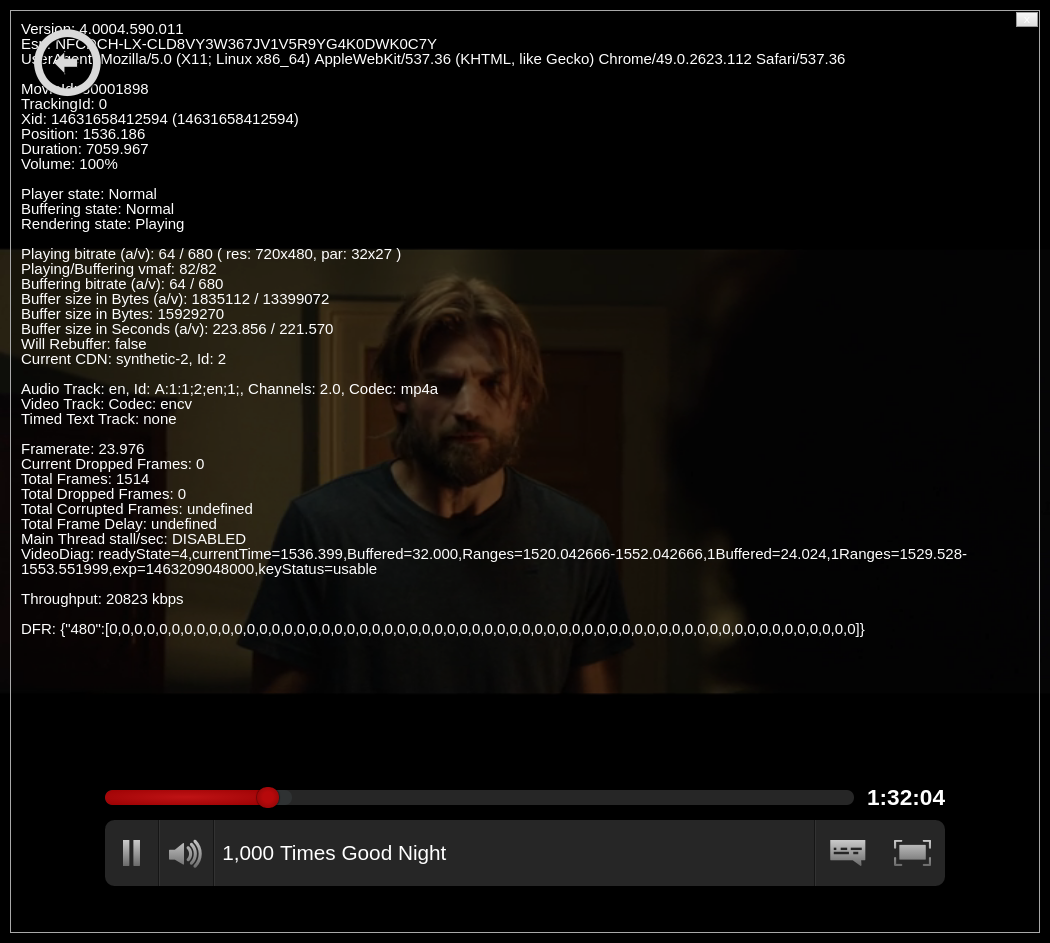 Version: 4.0004.590.011
Esn: NFCDCH-LX-CLD8VY3W367JV1V5R9YG4K0DWK0C7Y
UserAgent: Mozilla/5.0 (X11; Linux x86_64) AppleWebKit/537.36 (KHTML, like Gecko) Chrome/49.0.2623.112 Safari/537.36
MovieId: 80001898
TrackingId: 0
Xid: 14631658412594 (14631658412594)
Position: 1536.186
Duration: 7059.967
Volume: 100%
Player state: Normal
Buffering state: Normal
Rendering state: Playing
Playing bitrate (a/v): 64 / 680 ( res: 720x480, par: 32x27 )
Playing/Buffering vmaf: 82/82
Buffering bitrate (a/v): 64 / 680
Buffer size in Bytes (a/v): 1835112 / 13399072
Buffer size in Bytes: 15929270
Buffer size in Seconds (a/v): 223.856 / 221.570
Will Rebuffer: false
Current CDN: synthetic-2, Id: 2
Audio Track: en, Id: A:1:1;2;en;1;, Channels: 2.0, Codec: mp4a
Video Track: Codec: encv
Timed Text Track: none
Framerate: 23.976
Current Dropped Frames: 0
Total Frames: 1514
Total Dropped Frames: 0
Total Corrupted Frames: undefined
Total Frame Delay: undefined
Main Thread stall/sec: DISABLED
VideoDiag: readyState=4,currentTime=1536.399,Buffered=32.000,Ranges=1520.042666-1552.042666,1Buffered=24.024,1Ranges=1529.528-
1553.551999,exp=1463209048000,keyStatus=usable
Throughput: 20823 kbps
DFR: {"480":[0,0,0,0,0,0,0,0,0,0,0,0,0,0,0,0,0,0,0,0,0,0,0,0,0,0,0,0,0,0,0,0,0,0,0,0,0,0,0,0,0,0,0,0,0,0,0,0,0,0,0,0,0,0,0,0,0,0,0,0]}
1:32:04
1,000 Times Good Night